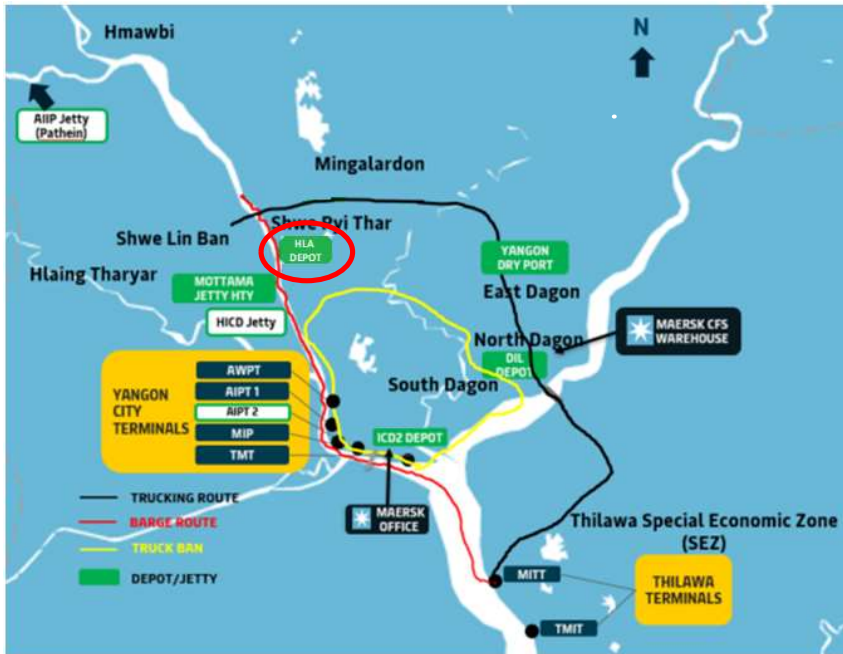 Hmawbi
N
AIIP Jetty
(Pathein)
Mingalardon
Shwe Pyi Thar
Shwe Lin Ban
HLA
DEPOT
YANGON
DRY PORT
Hlaing Tharyar
MOTTAMA
JETTY HTY
East Dagon
HICD Jetty
MAERSK CFS
WAREHOUSE
North Dagon
DIL
DEPOT
South Dagon
YANGON
CITY
TERMINALS
AWPT
AIPT 1
AIPT 2
MIP
TMT
ICD2 DEPOT
TRUCKING ROUTE
BARGE ROUTE
TRUCK BAN
DEPOT/JETTY
MAERSK
OFFICE
Thilawa Special Economic Zone
(SEZ)
MITT
TMIT
THILAWA
TERMINALS